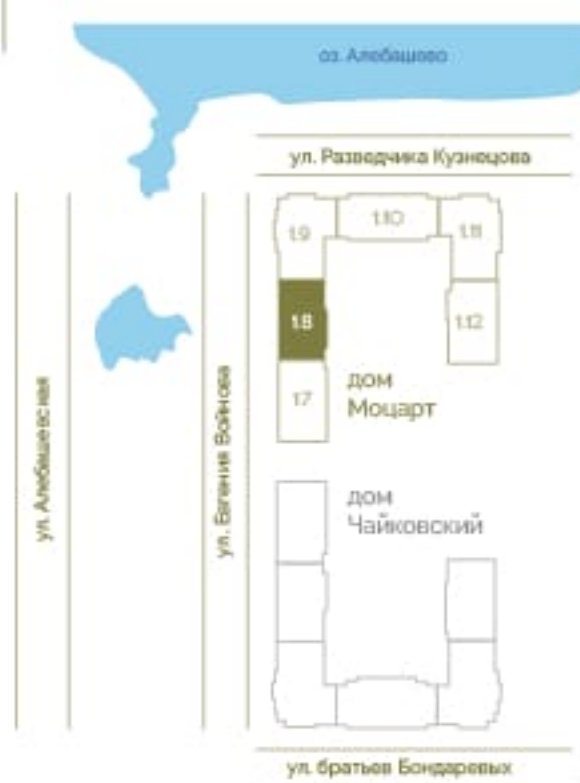 оз. Алебашево
ул. Разведчика Кузнецова
1.9
1.10
1.11
1.8
1.12
1.7
дом
Моцарт
ул. Алебашевская
ул. Евгения Войнова
дом
Чайковский
ул. братьев Бондаревых